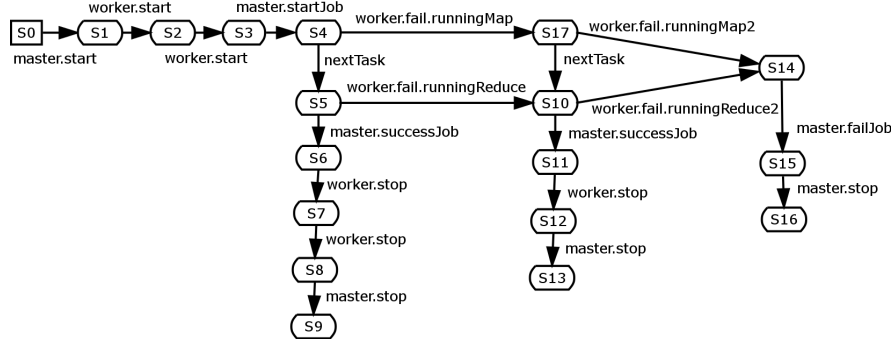 worker.start
master.startJob
S0
S1
S2
S3
S4
worker.fail.runningMap
S17
worker.fail.runningMap2
master.start
worker.start
nextTask
nextTask
S14
S5
worker.fail.runningReduce
S10
worker.fail.runningReduce2
master.successJob
master.successJob
master.failJob
S6
S11
S15
worker.stop
worker.stop
master.stop
S7
S12
S16
worker.stop
master.stop
S8
S13
master.stop
S9